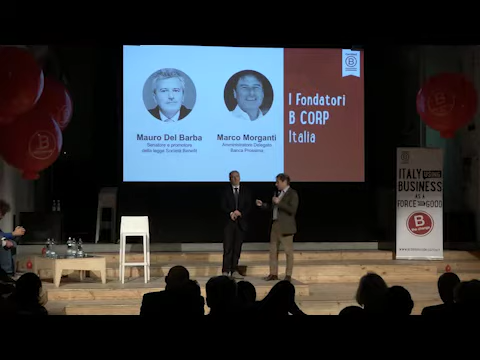 Mauro Del Barba
Senatore e promotore
della legge Società Benefit
Marco Morganti
Amministratore Delegato
Banca Prossima
I Fondatori
B CORP
Italia
B
B
ITALY
BUSINESS
AS A
FORCE FOR GOOD
B